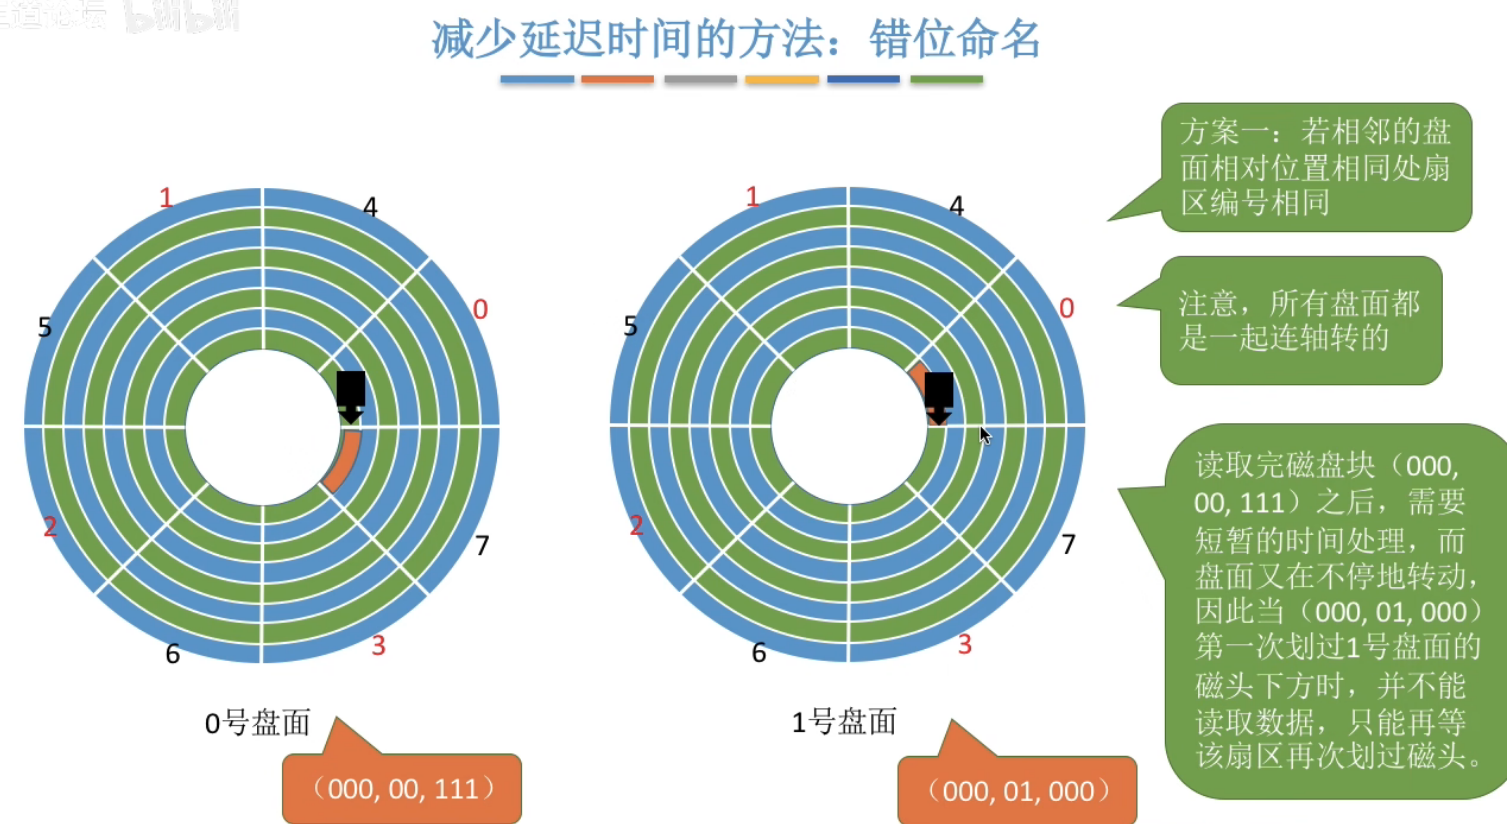 减少延迟时间的方法：错位命名
方案一：若相邻的盘
面相对位置相同处扇
区编号相同
注意，所有盘面都
是一起连轴转的
1
4
0
5
2
7
6
3
0号盘面
（000, 00, 111）
1
4
0
5
2
7
6
3
1号盘面
（000, 01, 000）
读取完磁盘块（000,
00, 111）之后，需要
短暂的时间处理，而
盘面又在不停地转动，
因此当（000, 01, 000）
第一次划过1号盘面的
磁头下方时，并不能
读取数据，只能再等
该扇区再次划过磁头。